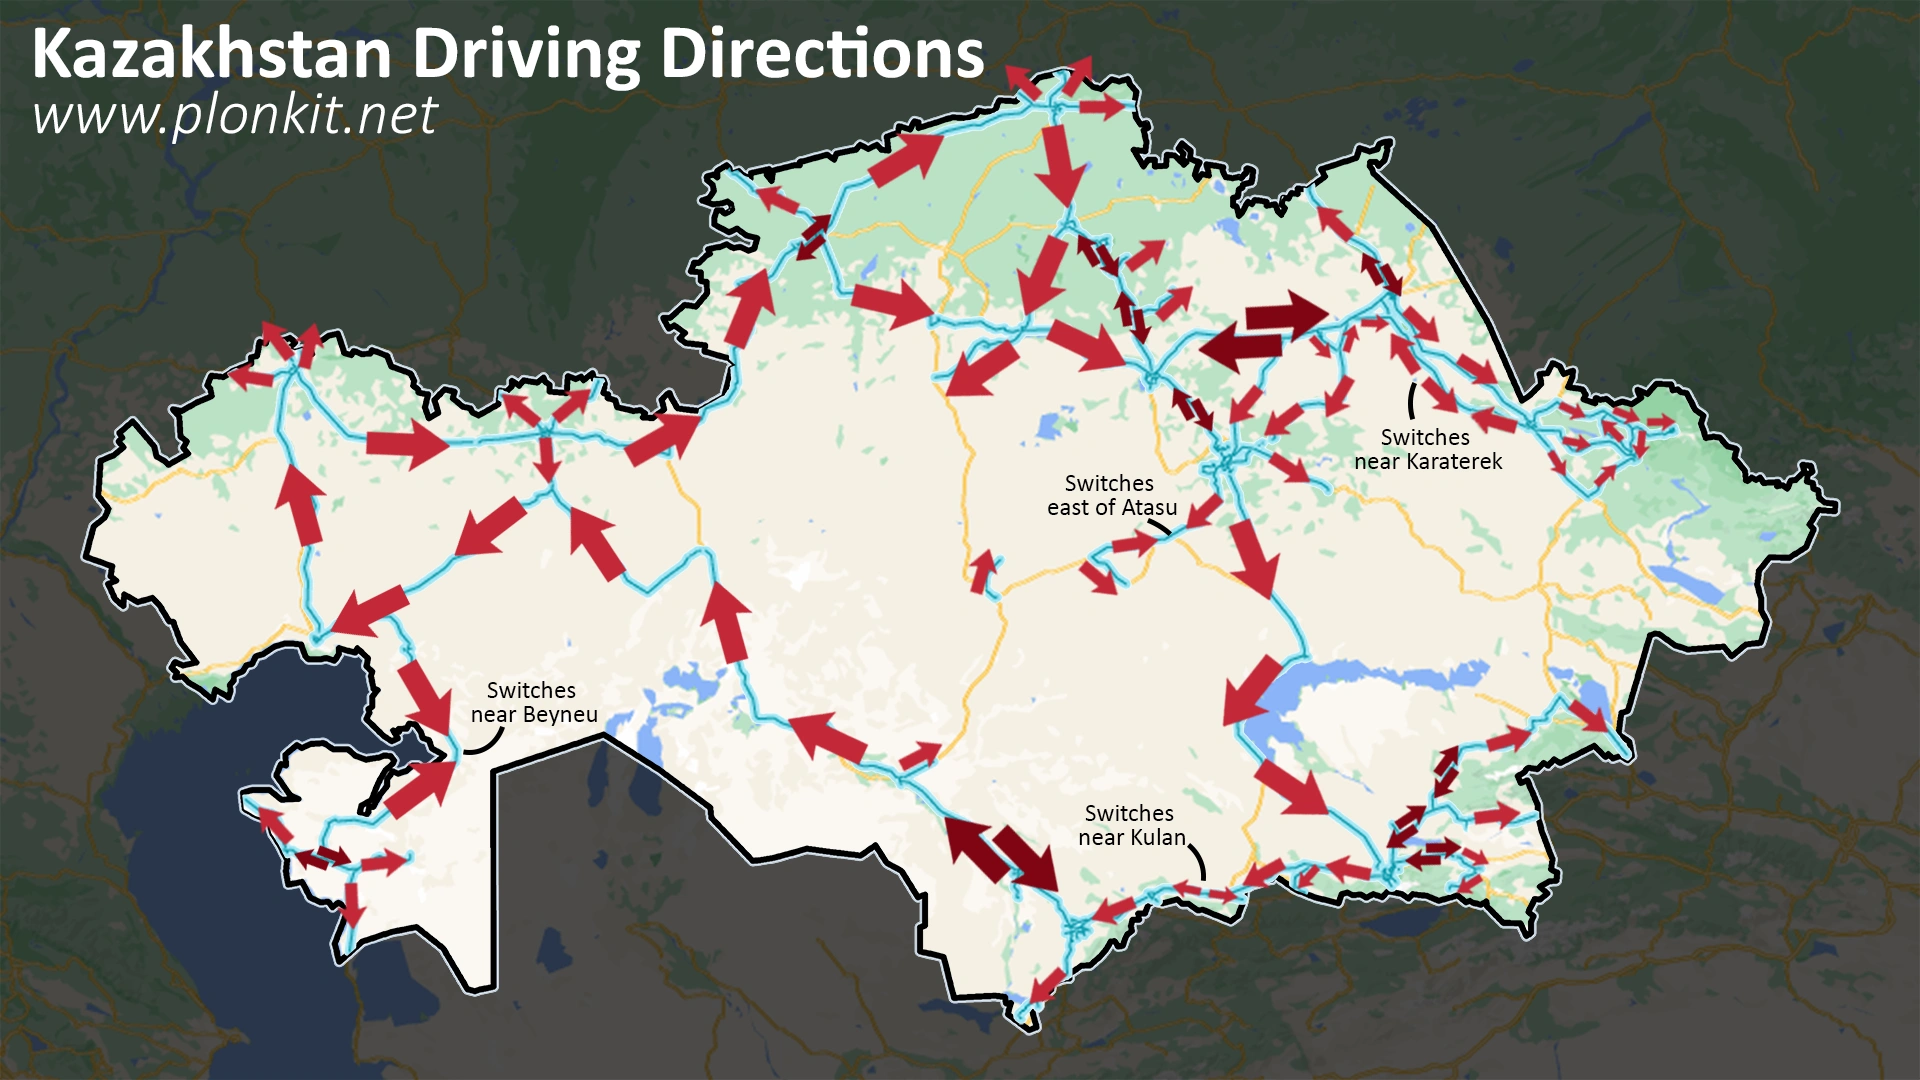 Kazakhstan Driving Directions
www.plonkit.net
Switches
near Karaterek
Switches
east of Atasu
Switches
near Beyneu
Switches
near Kulan